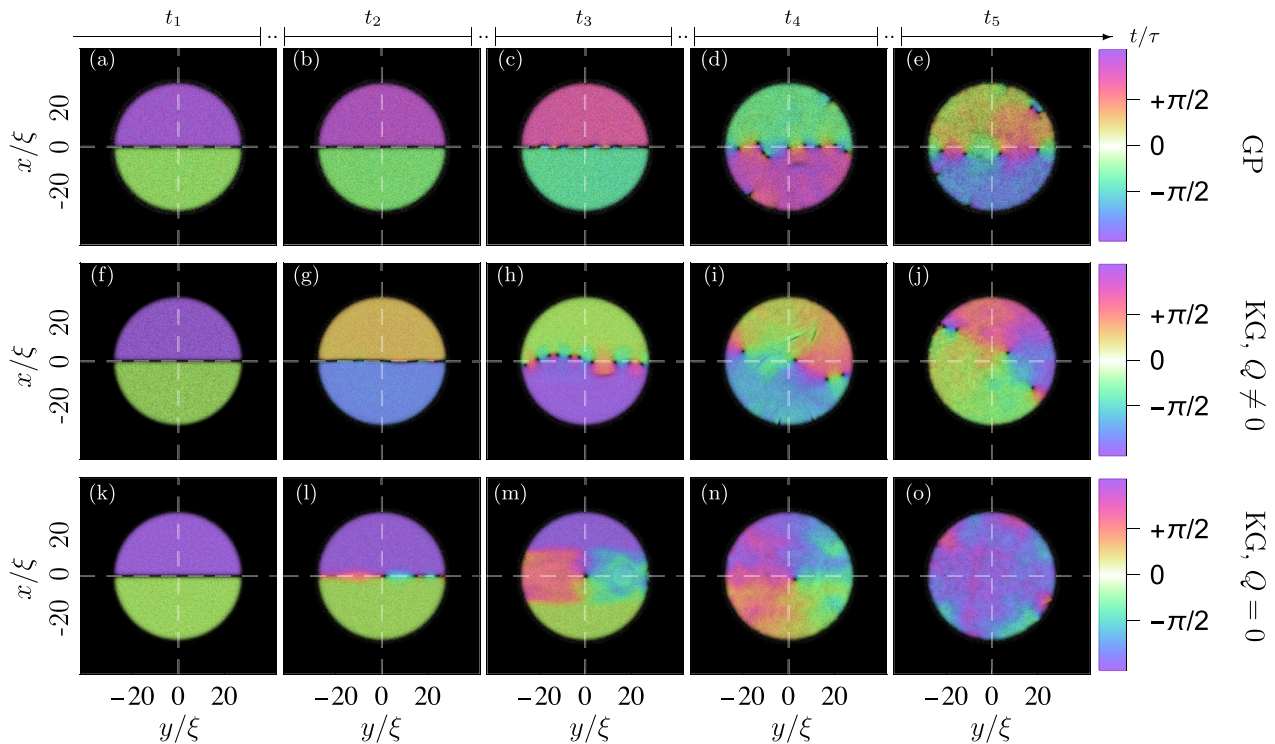 t₁ t₂ t₃ t₄ t₅ t/τ
·· ·· ·· ··
(a) (b) (c) (d) (e)
x/ξ 20 0 -20
+π/2 0 −π/2
GP
(f) (g) (h) (i) (j)
x/ξ 20 0 -20
+π/2 0 −π/2
KG, Q ≠ 0
(k) (l) (m) (n) (o)
x/ξ 20 0 -20
+π/2 0 −π/2
KG, Q = 0
−20 0 20 −20 0 20 −20 0 20 −20 0 20 −20 0 20
y/ξ y/ξ y/ξ y/ξ y/ξ